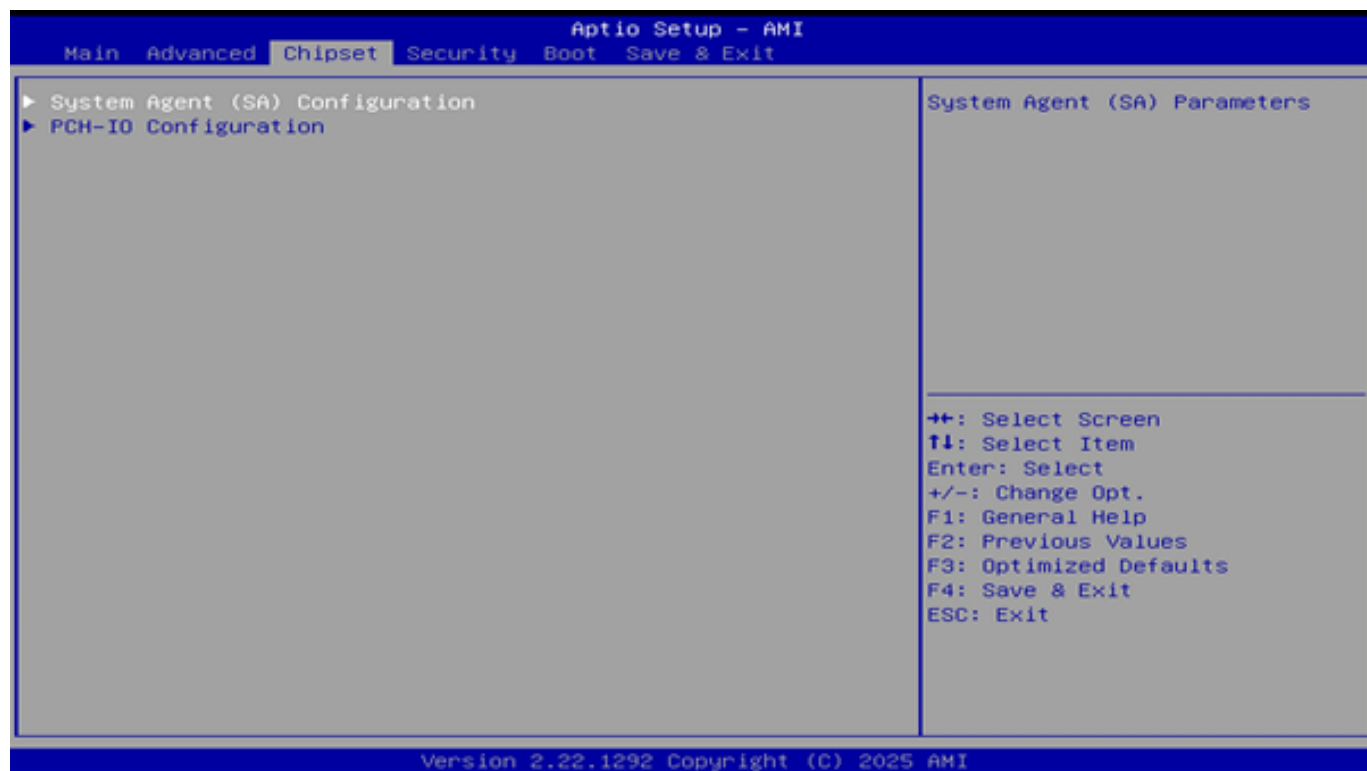 Aptio Setup - AMI
Main Advanced Chipset Security Boot Save & Exit
► System Agent (SA) Configuration
► PCH-IO Configuration
System Agent (SA) Parameters
→←: Select Screen
↑↓: Select Item
Enter: Select
+/-: Change Opt.
F1: General Help
F2: Previous Values
F3: Optimized Defaults
F4: Save & Exit
ESC: Exit
Version 2.22.1292 Copyright (C) 2025 AMI